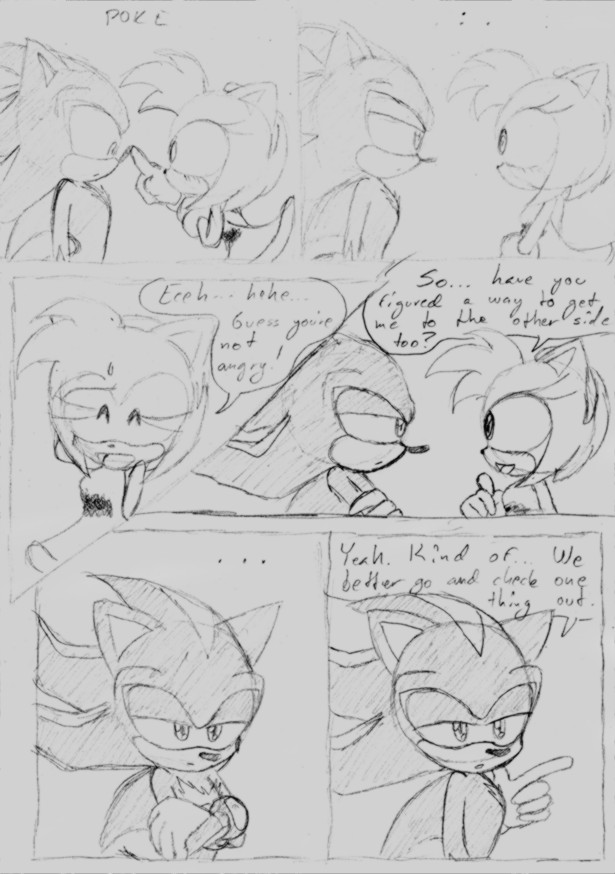 POKE
...
Eeeh... hehe...
Guess you're
not
angry!
So... have you
figured a way to get
me to the other side
too?
...
Yeah. Kind of... We
better go and check one
thing out.